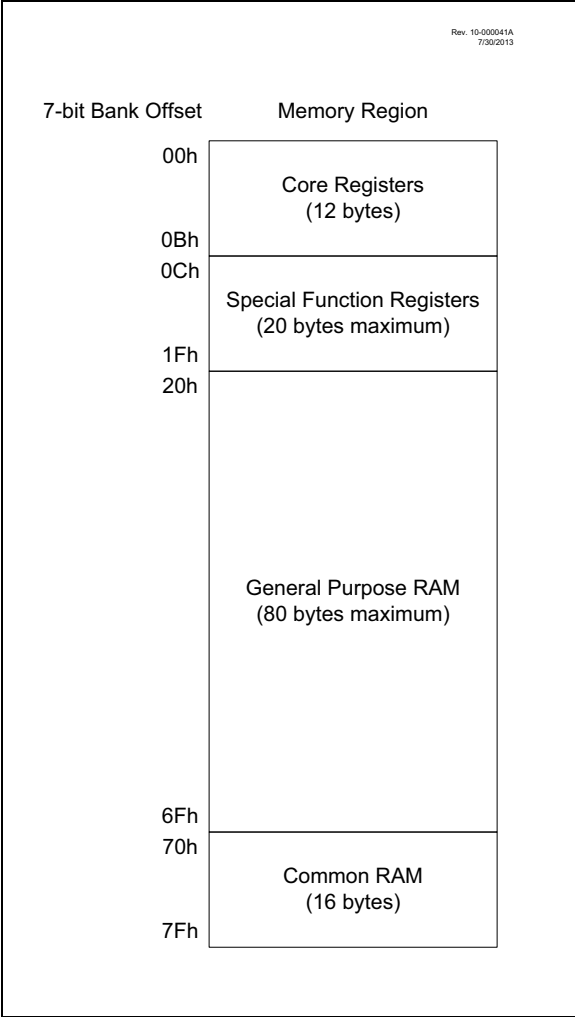 Rev. 10-000041A
7/30/2013
7-bit Bank Offset Memory Region
00h
Core Registers
(12 bytes)
0Bh
0Ch
Special Function Registers
(20 bytes maximum)
1Fh
20h
General Purpose RAM
(80 bytes maximum)
6Fh
70h
Common RAM
(16 bytes)
7Fh